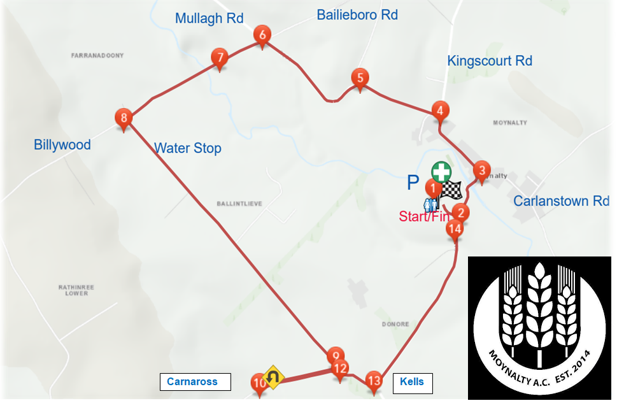 Mullagh Rd
Bailieboro Rd
6
FARRANADOONY
7
Kingscourt Rd
5
4
8
MOYNALTY
Billywood
Water Stop
3
P
1
Carlanstown Rd
BALLINTLIEVE
Start/Fin
2
14
RATHINREE
LOWER
DONORE
9
12
Carnaross
10
13
Kells
MOYNALTY A.C. EST. 2014